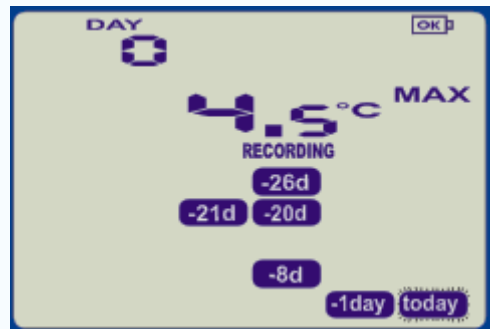 DAY OK
0
4.5°C MAX
RECORDING
-26d
-21d -20d
-8d
-1day today